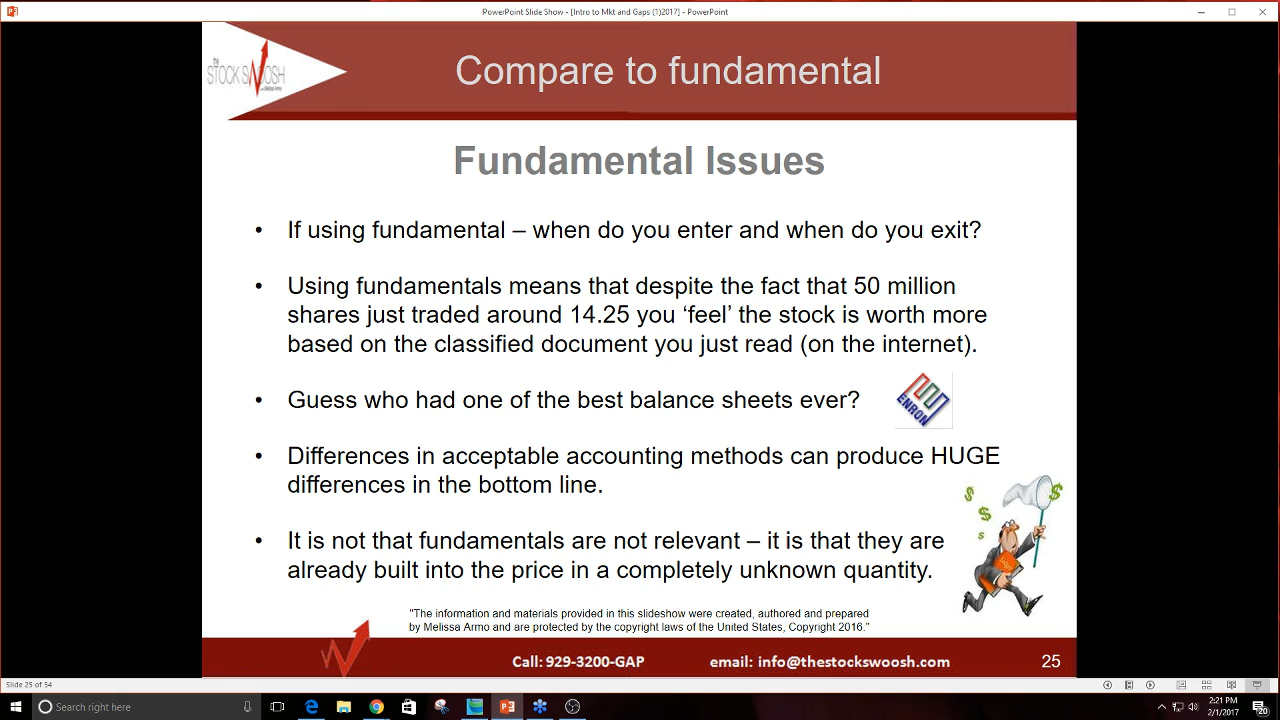 PowerPoint Slide Show - [Intro to Mkt and Gaps (1)2017] - PowerPoint
the
STOCK SWOOSH
with Melissa Armo
Compare to fundamental
Fundamental Issues
• If using fundamental – when do you enter and when do you exit?
• Using fundamentals means that despite the fact that 50 million
shares just traded around 14.25 you ‘feel’ the stock is worth more
based on the classified document you just read (on the internet).
• Guess who had one of the best balance sheets ever?
ENRON
• Differences in acceptable accounting methods can produce HUGE
differences in the bottom line.
• It is not that fundamentals are not relevant – it is that they are
already built into the price in a completely unknown quantity.
"The information and materials provided in this slideshow were created, authored and prepared
by Melissa Armo and are protected by the copyright laws of the United States, Copyright 2016."
Call: 929-3200-GAP email: info@thestockswoosh.com 25
Slide 25 of 54
Search right here
2:21 PM
2/1/2017
20